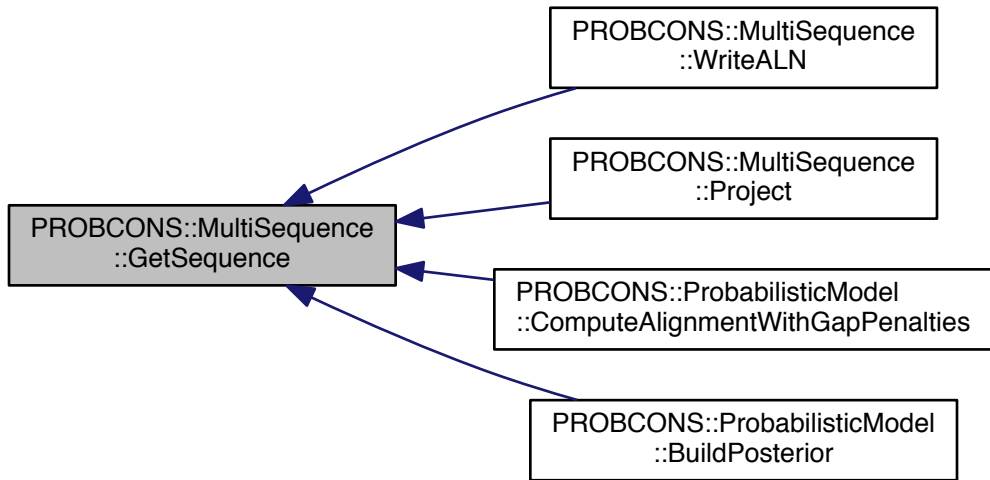 PROBCONS::MultiSequence
::WriteALN
PROBCONS::MultiSequence
::Project
PROBCONS::MultiSequence
::GetSequence
PROBCONS::ProbabilisticModel
::ComputeAlignmentWithGapPenalties
PROBCONS::ProbabilisticModel
::BuildPosterior